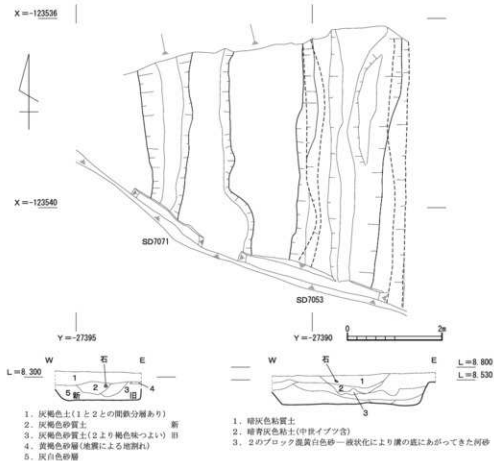 X=-123536
X=-123540
SD7071
SD7053
Y=-27395
Y=-27390
0 2m
W 石 E
L=8.300
1
2
3
4
5 新 旧
W 石 E
L=8.800
L=8.530
1
2
3
1. 灰褐色土(1と2との間鉄分層あり)
2. 灰褐色砂質土 新
3. 灰褐色砂質土(2より褐色味つよい) 旧
4. 黄褐色砂層(地震による地割れ)
5. 灰白色砂層
1. 暗灰色粘質土
2. 暗青灰色粘土(中世イブツ含)
3. 2のブロック混黄白色砂―液状化により溝の底にあがってきた河砂